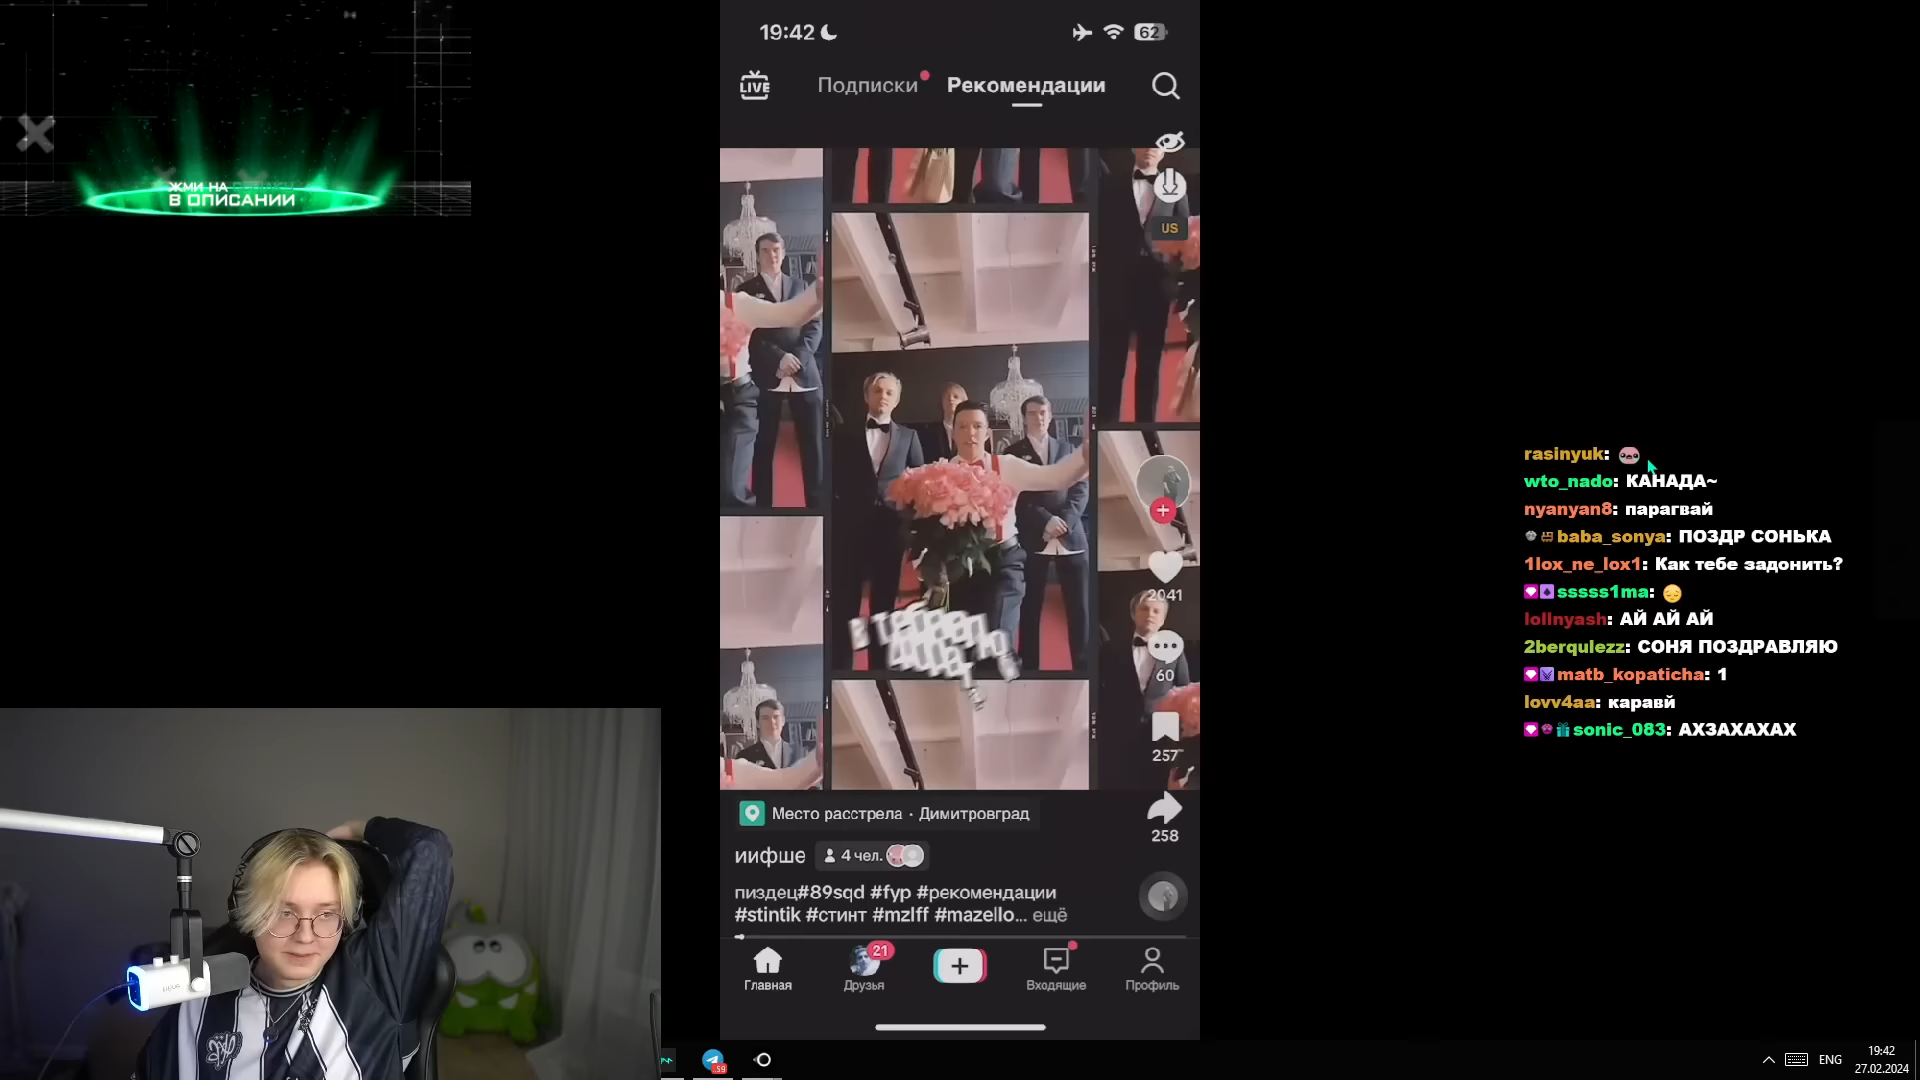 ЖМИ НА
В ОПИСАНИИ
19:42
62
LIVE
Подписки
Рекомендации
US
2041
60
257
258
Место расстрела · Димитровград
иифше
4 чел.
пиздец#89sqd #fyp #рекомендации
#stintik #стинт #mzlff #mazello... ещё
21
Главная
Друзья
Входящие
Профиль
rasinyuk:
wto_nado: КАНАДА~
nyanyan8: парагвай
baba_sonya: ПОЗДР СОНЬКА
1lox_ne_lox1: Как тебе задонить?
sssss1ma:
lollnyash: АЙ АЙ АЙ
2berqulezz: СОНЯ ПОЗДРАВЛЯЮ
matb_kopaticha: 1
lovv4aa: каравй
sonic_083: АХЗАХАХАХ
59
ENG
19:42
27.02.2024